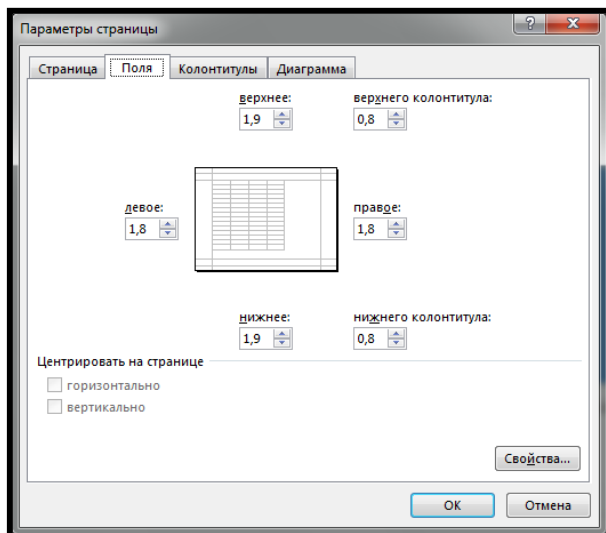 Параметры страницы
Страница Поля Колонтитулы Диаграмма
верхнее: верхнего колонтитула:
1,9 0,8
левое: правое:
1,8 1,8
нижнее: нижнего колонтитула:
1,9 0,8
Центрировать на странице
горизонтально
вертикально
Свойства...
ОК Отмена